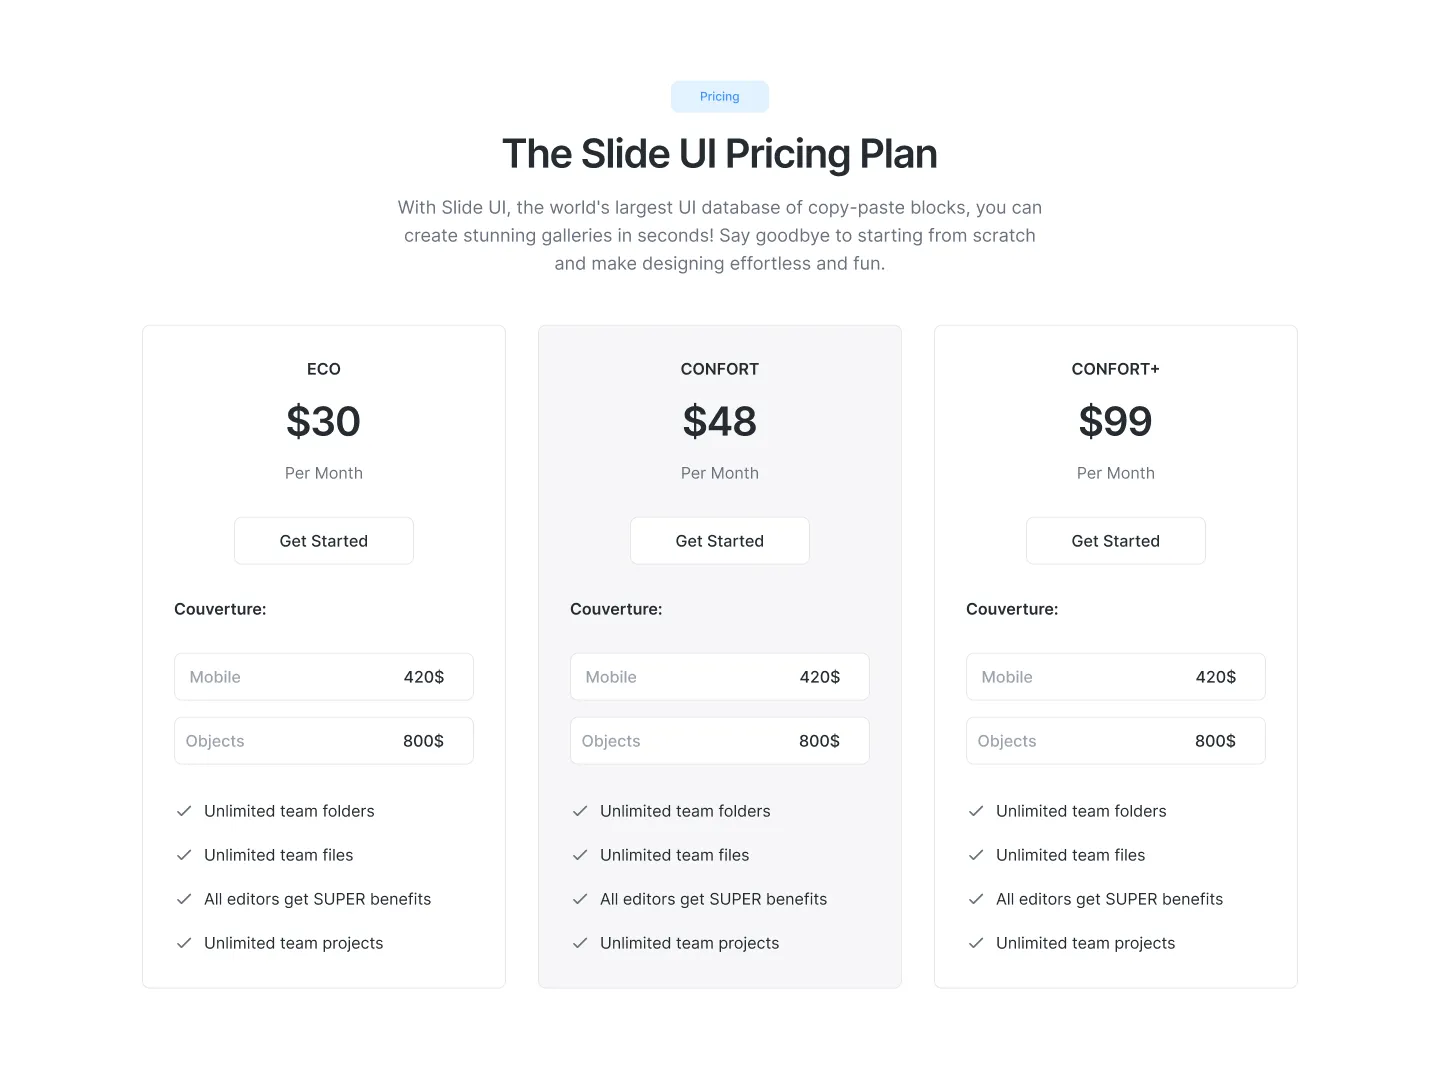 Pricing
The Slide UI Pricing Plan
With Slide UI, the world's largest UI database of copy-paste blocks, you can
create stunning galleries in seconds! Say goodbye to starting from scratch
and make designing effortless and fun.
ECO
$30
Per Month
Get Started
Couverture:
Mobile 420$
Objects 800$
Unlimited team folders
Unlimited team files
All editors get SUPER benefits
Unlimited team projects
CONFORT
$48
Per Month
Get Started
Couverture:
Mobile 420$
Objects 800$
Unlimited team folders
Unlimited team files
All editors get SUPER benefits
Unlimited team projects
CONFORT+
$99
Per Month
Get Started
Couverture:
Mobile 420$
Objects 800$
Unlimited team folders
Unlimited team files
All editors get SUPER benefits
Unlimited team projects